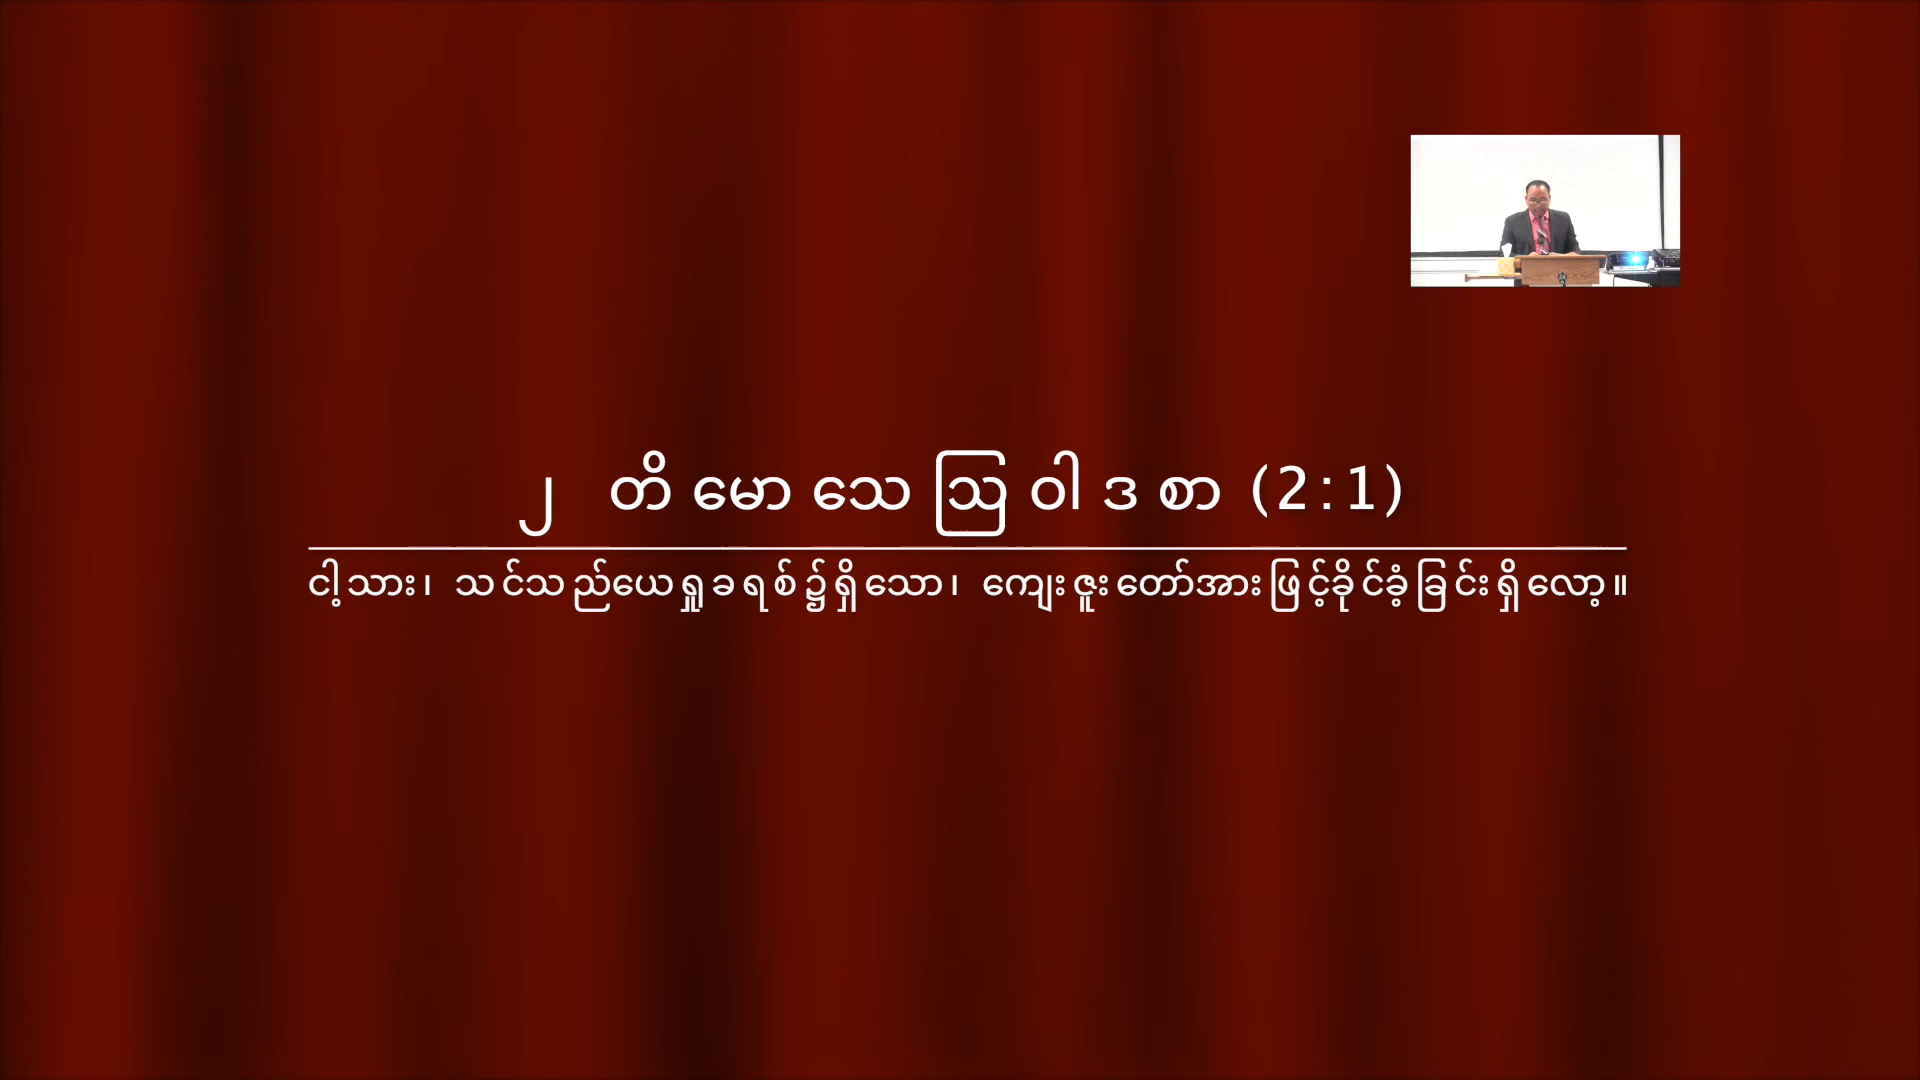 ၂ တိမောသေဩဝါဒစာ (2:1)
ငါ့သား၊ သင်သည်ယေရှုခရစ်၌ရှိသော၊ ကျေးဇူးတော်အားဖြင့်ခိုင်ခံ့ခြင်းရှိလော့။